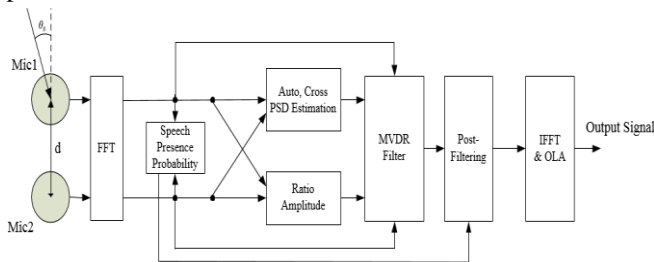 θs
Mic1
d
Mic2
FFT
Speech
Presence
Probability
Auto, Cross
PSD Estimation
Ratio
Amplitude
MVDR
Filter
Post-
Filtering
IFFT
& OLA
Output Signal